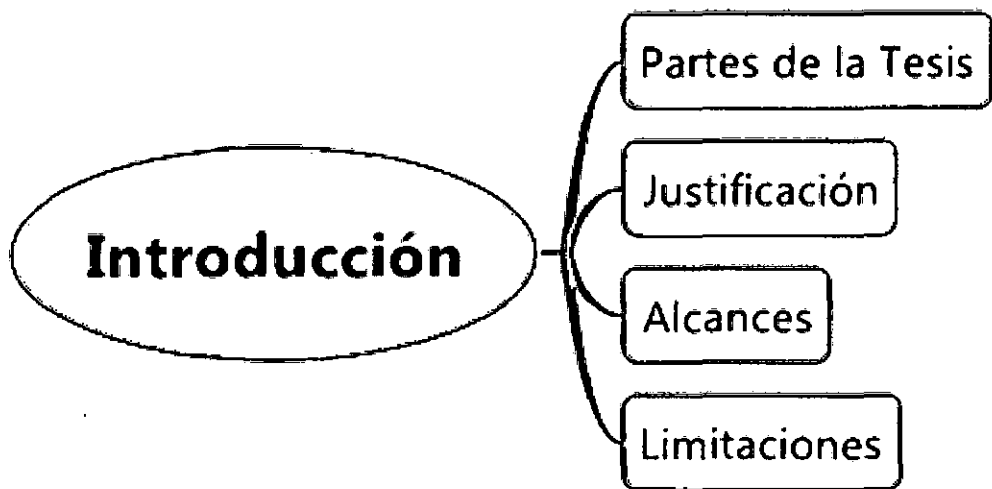 Partes de la Tesis
Justificación
Introducción
Alcances
Limitaciones